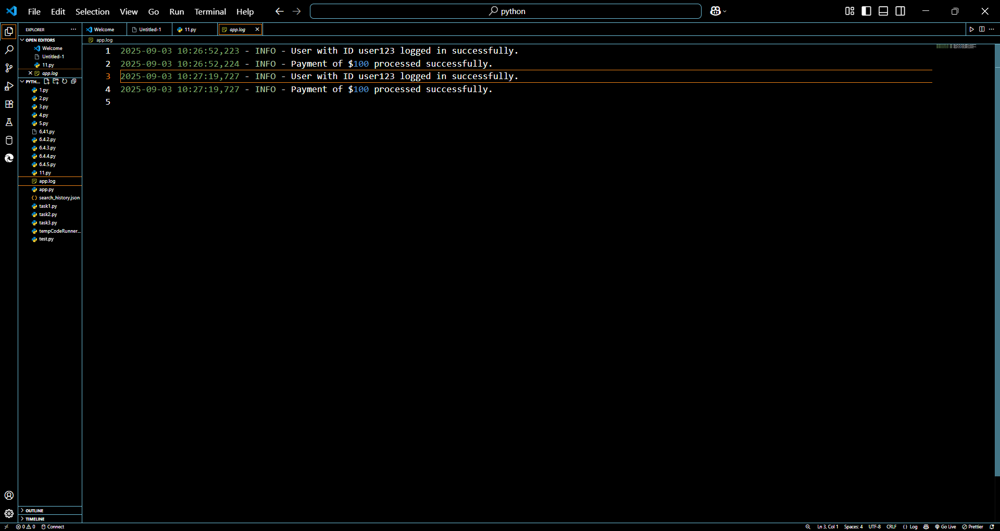 File Edit Selection View Go Run Terminal Help
python
EXPLORER
Welcome
Untitled-1
11.py
app.log
OPEN EDITORS
Welcome
Untitled-1
11.py
app.log
PYTH...
1.py
2.py
3.py
4.py
5.py
6,41,py
6.4.2.py
6.4.3.py
6.4.4.py
6.4.5.py
11.py
app.log
app.py
search_history.json
task1.py
task2.py
task3.py
tempCodeRunner...
test.py
OUTLINE
TIMELINE
app.log
1 2025-09-03 10:26:52,223 - INFO - User with ID user123 logged in successfully.
2 2025-09-03 10:26:52,224 - INFO - Payment of $100 processed successfully.
3 2025-09-03 10:27:19,727 - INFO - User with ID user123 logged in successfully.
4 2025-09-03 10:27:19,727 - INFO - Payment of $100 processed successfully.
5
0 0 Connect
Ln 3, Col 1 Spaces: 4 UTF-8 CRLF {} Log Go Live Prettier